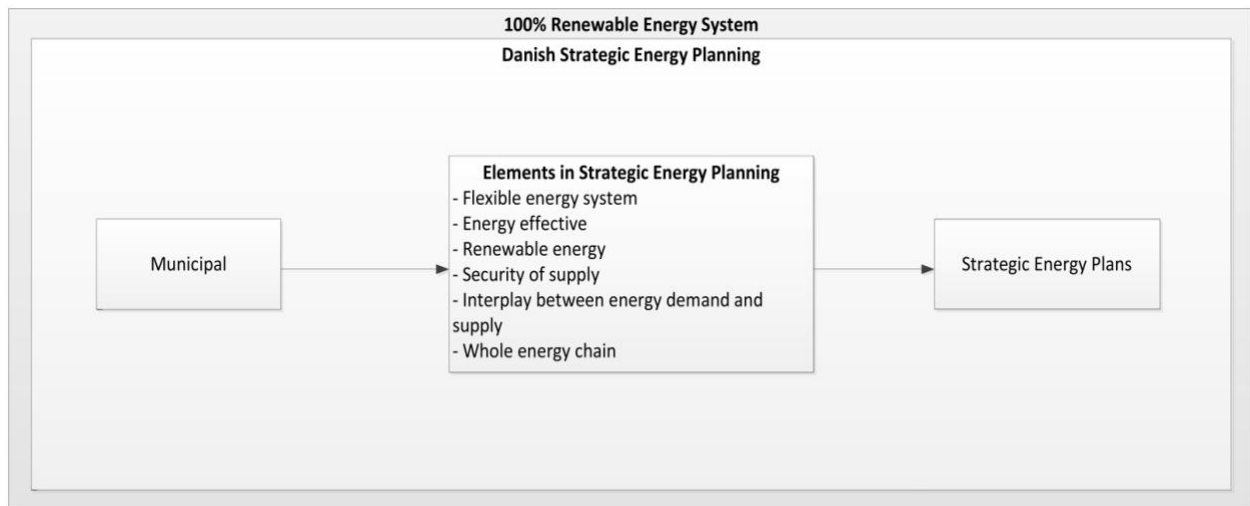 100% Renewable Energy System
Danish Strategic Energy Planning
Municipal
Elements in Strategic Energy Planning
- Flexible energy system
- Energy effective
- Renewable energy
- Security of supply
- Interplay between energy demand and
supply
- Whole energy chain
Strategic Energy Plans